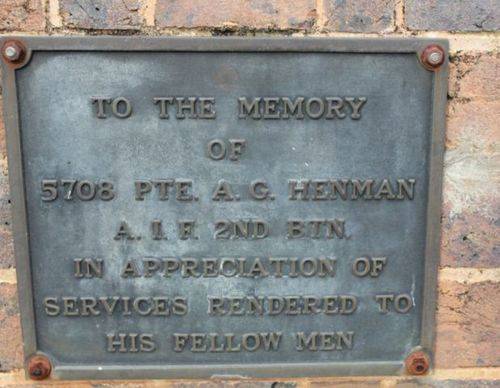 TO THE MEMORY
OF
5708 PTE. A. G. HENMAN
A. I. F. 2ND BTN.
IN APPRECIATION OF
SERVICES RENDERED TO
HIS FELLOW MEN